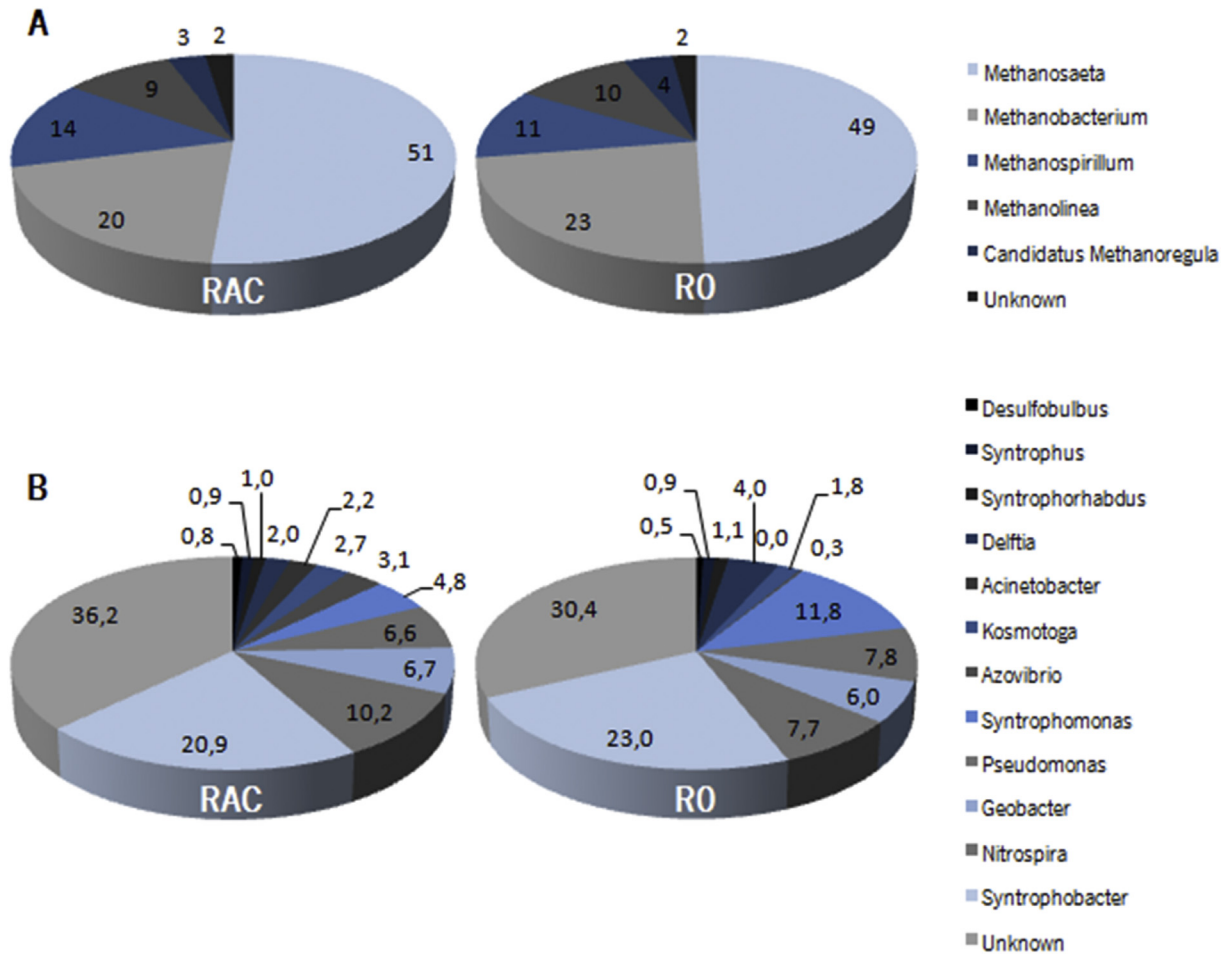 A
3 2
9
14
51
20
RAC
2
10 4
11
49
23
RO
Methanosaeta
Methanobacterium
Methanospirillum
Methanolinea
Candidatus Methanoregula
Unknown
B
1,0
0,9 2,2
0,8 2,0 2,7
3,1
4,8
36,2
6,6
6,7
10,2
20,9
RAC
0,9 4,0 1,8
0,5 1,1 0,0 0,3
30,4
11,8
7,8
6,0
7,7
23,0
RO
Desulfobulbus
Syntrophus
Syntrophorhabdus
Delftia
Acinetobacter
Kosmotoga
Azovibrio
Syntrophomonas
Pseudomonas
Geobacter
Nitrospira
Syntrophobacter
Unknown